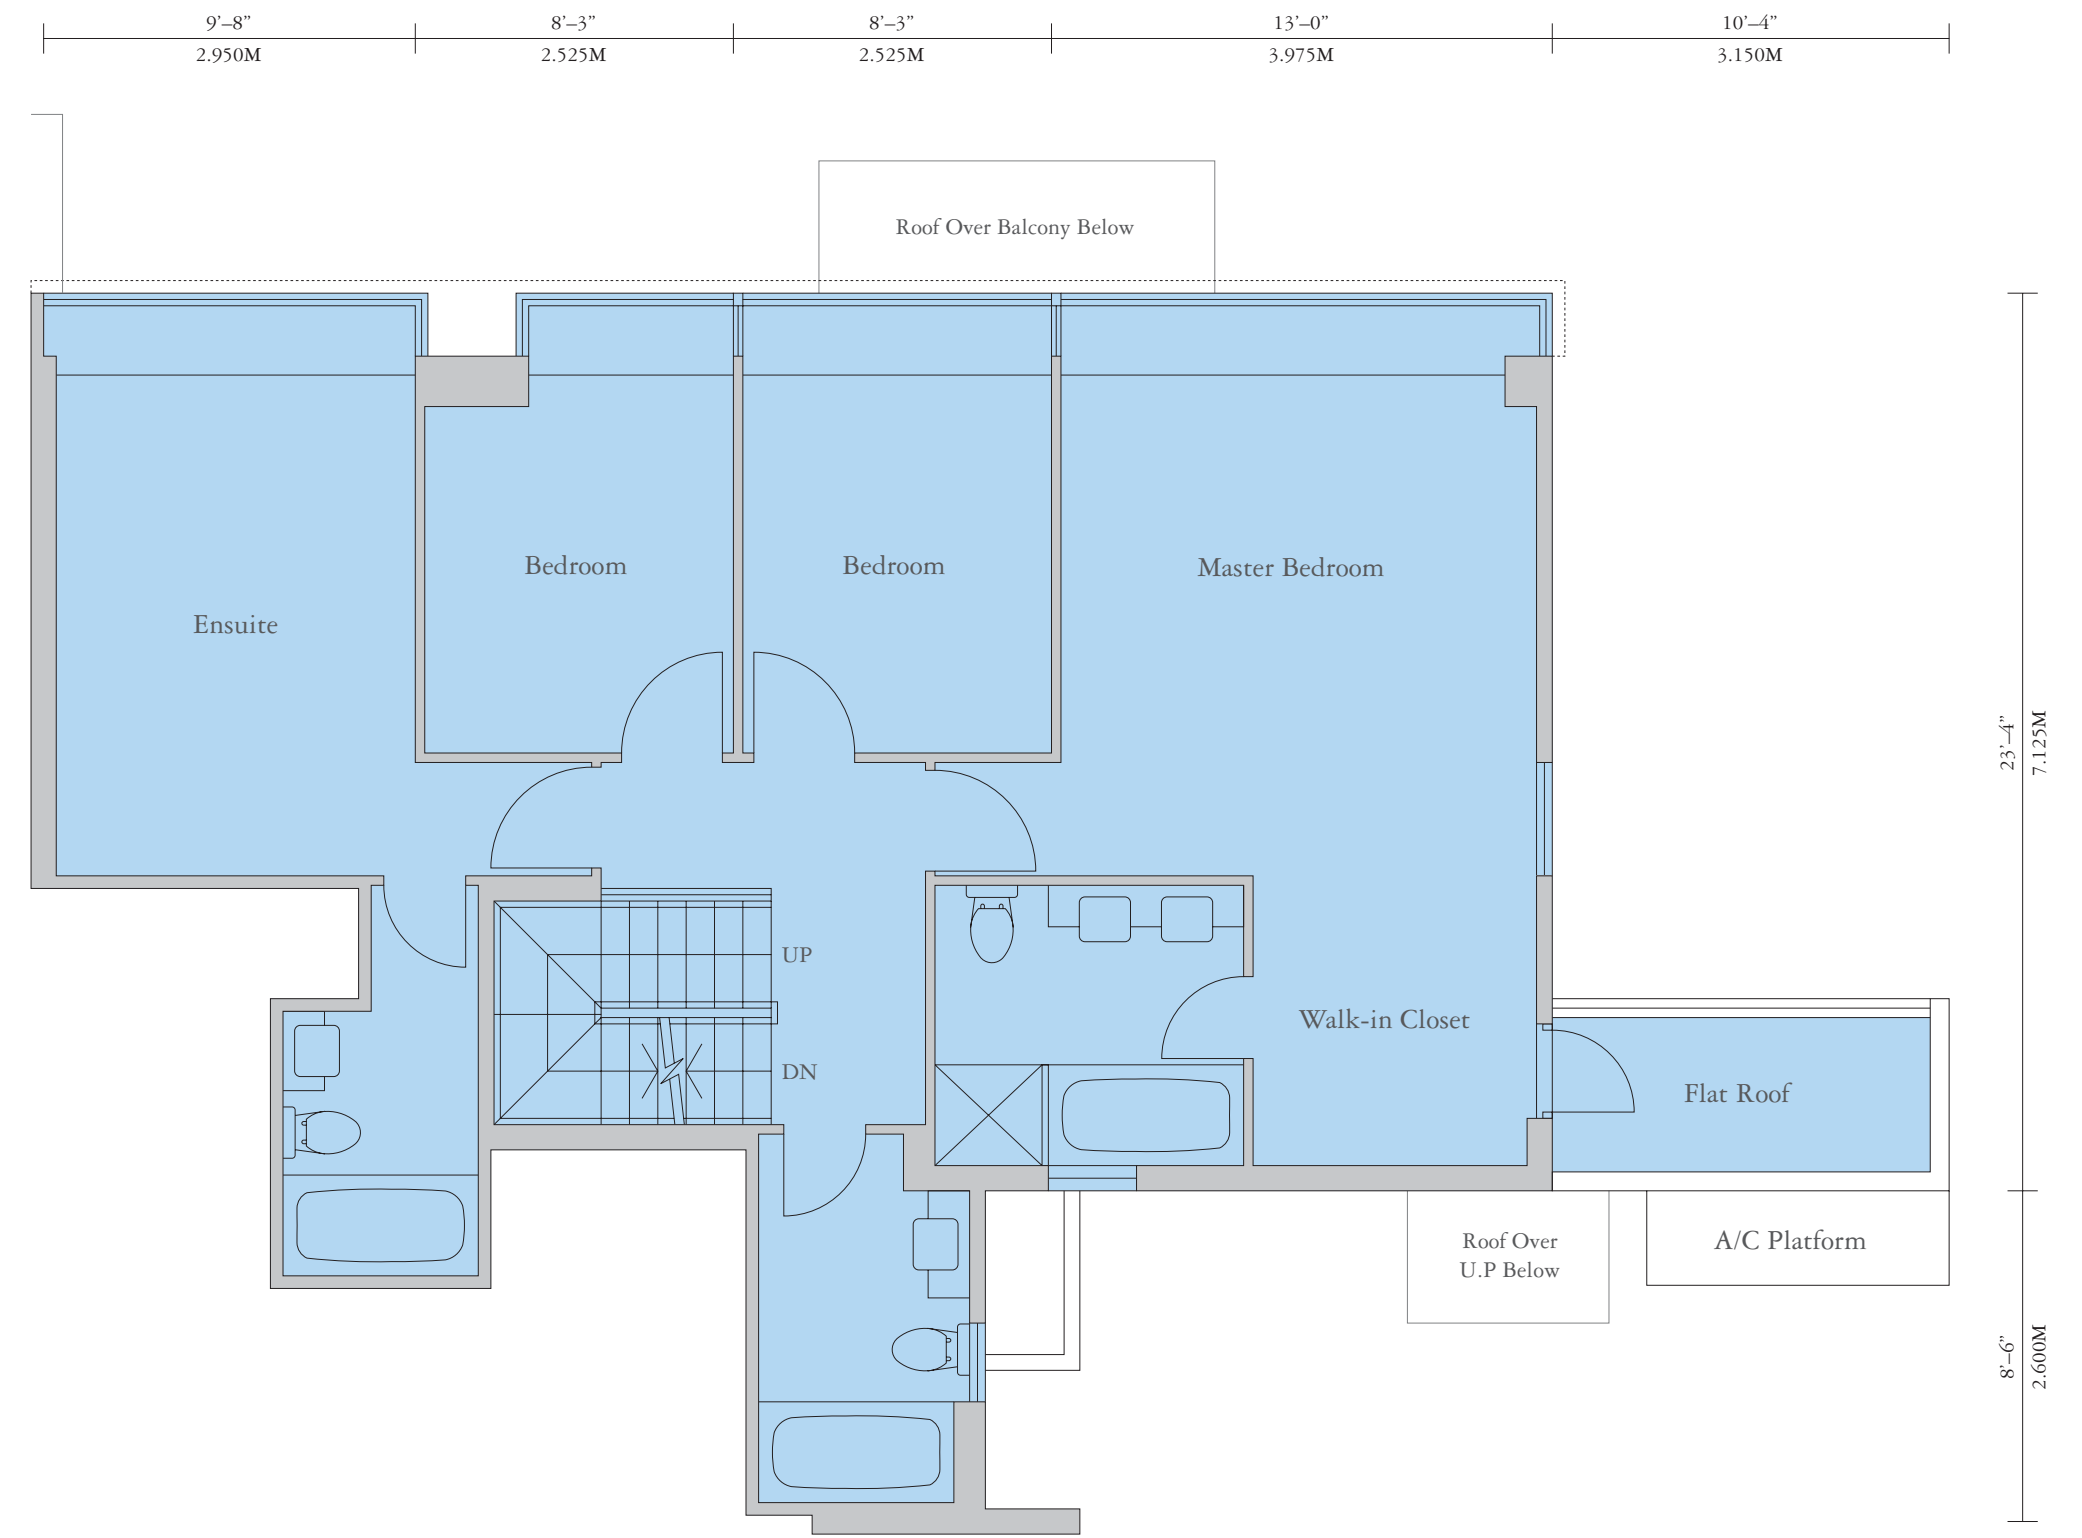 9’–8”
8’–3”
8’–3”
13’–0”
10’–4”
2.950M
2.525M
2.525M
3.975M
3.150M
Roof Over Balcony Below
Bedroom
Bedroom
Master Bedroom
Ensuite
23’–4”
7.125M
UP
Walk-in Closet
DN
Flat Roof
Roof Over
U.P Below
A/C Platform
8’–6”
2.600M